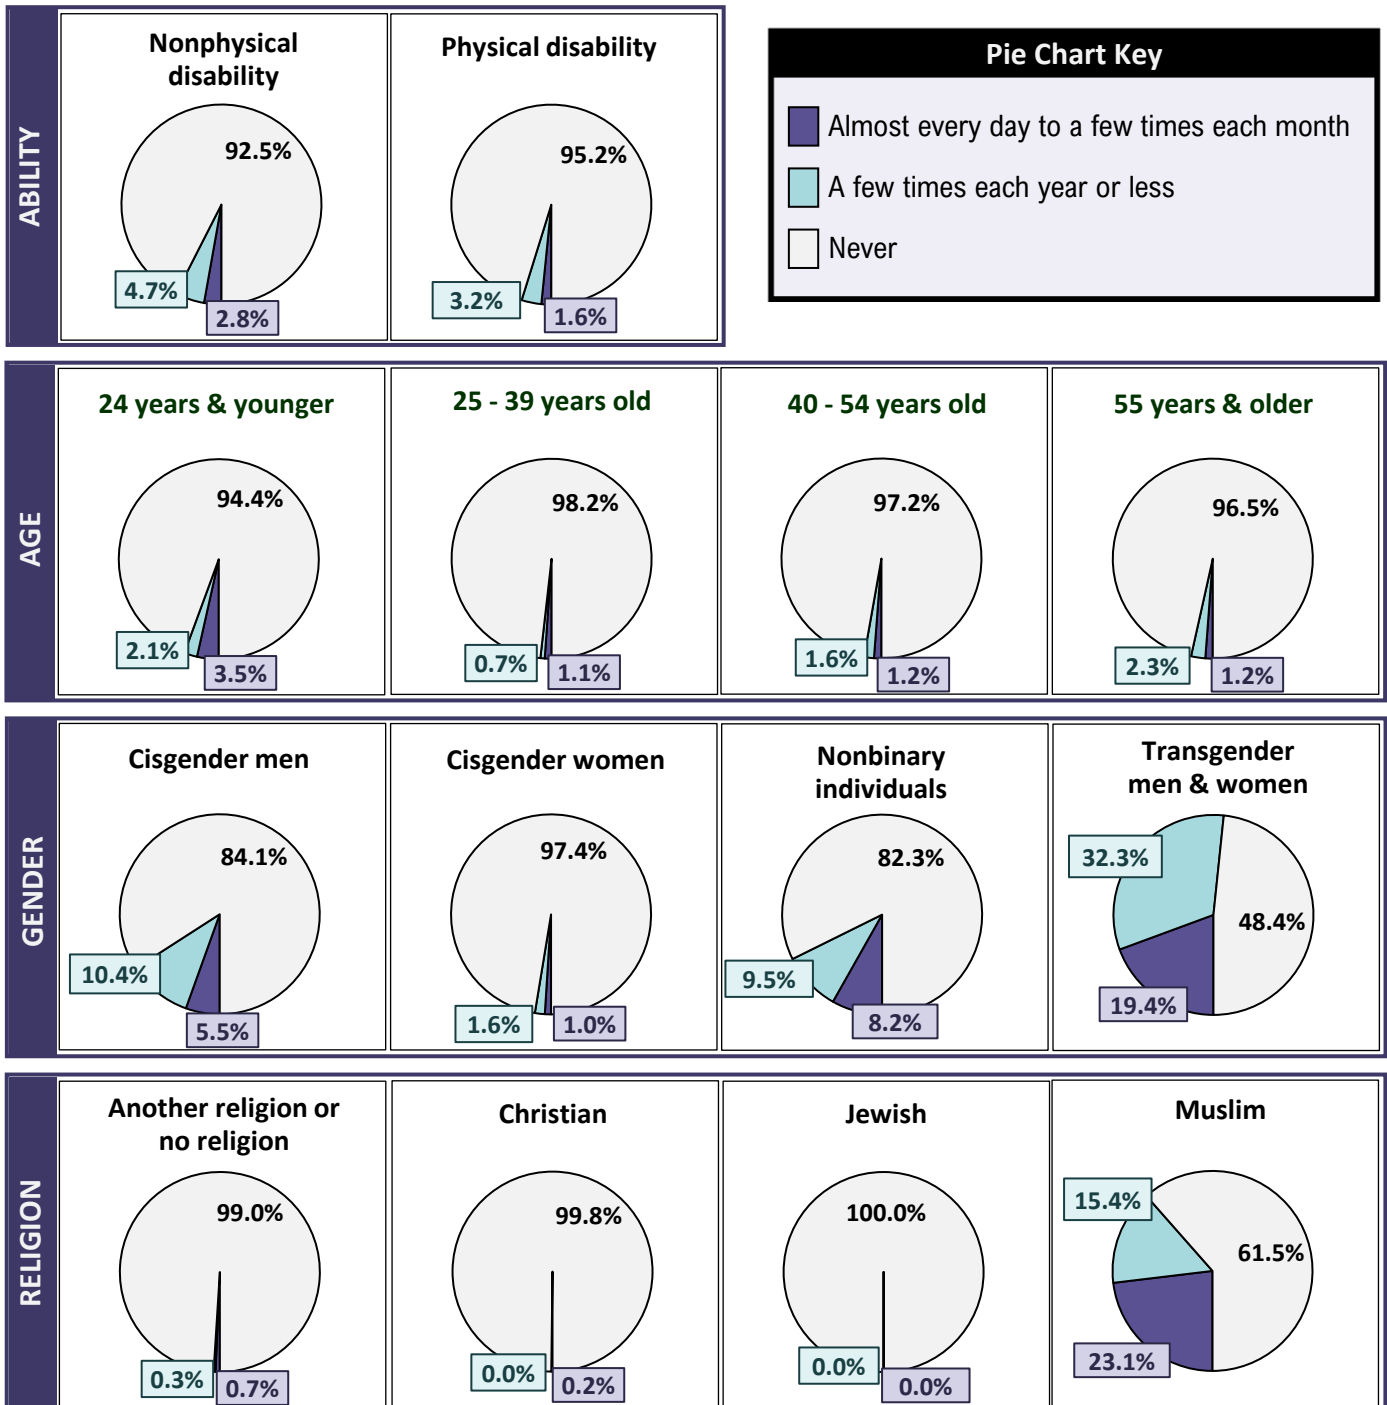 ABILITY
Nonphysical
disability
92.5%
4.7%
2.8%
Physical disability
95.2%
3.2%
1.6%
Pie Chart Key
Almost every day to a few times each month
A few times each year or less
Never
AGE
24 years & younger
94.4%
2.1%
3.5%
25 - 39 years old
98.2%
0.7%
1.1%
40 - 54 years old
97.2%
1.6%
1.2%
55 years & older
96.5%
2.3%
1.2%
GENDER
Cisgender men
84.1%
10.4%
5.5%
Cisgender women
97.4%
1.6%
1.0%
Nonbinary
individuals
82.3%
9.5%
8.2%
Transgender
men & women
32.3%
48.4%
19.4%
RELIGION
Another religion or
no religion
99.0%
0.3%
0.7%
Christian
99.8%
0.0%
0.2%
Jewish
100.0%
0.0%
0.0%
Muslim
15.4%
61.5%
23.1%